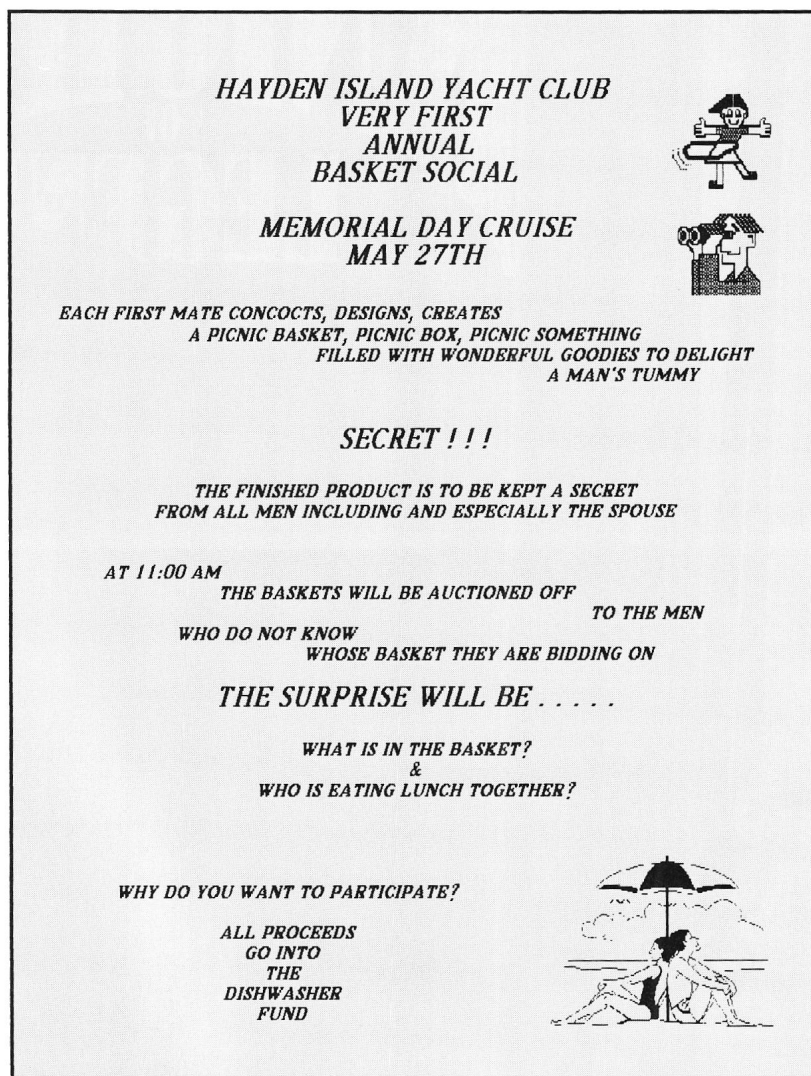 HAYDEN ISLAND YACHT CLUB
VERY FIRST
ANNUAL
BASKET SOCIAL
MEMORIAL DAY CRUISE
MAY 27TH
EACH FIRST MATE CONCOCTS, DESIGNS, CREATES
A PICNIC BASKET, PICNIC BOX, PICNIC SOMETHING
FILLED WITH WONDERFUL GOODIES TO DELIGHT
A MAN'S TUMMY
SECRET ! ! !
THE FINISHED PRODUCT IS TO BE KEPT A SECRET
FROM ALL MEN INCLUDING AND ESPECIALLY THE SPOUSE
AT 11:00 AM
THE BASKETS WILL BE AUCTIONED OFF
TO THE MEN
WHO DO NOT KNOW
WHOSE BASKET THEY ARE BIDDING ON
THE SURPRISE WILL BE . . . . .
WHAT IS IN THE BASKET?
&
WHO IS EATING LUNCH TOGETHER?
WHY DO YOU WANT TO PARTICIPATE?
ALL PROCEEDS
GO INTO
THE
DISHWASHER
FUND